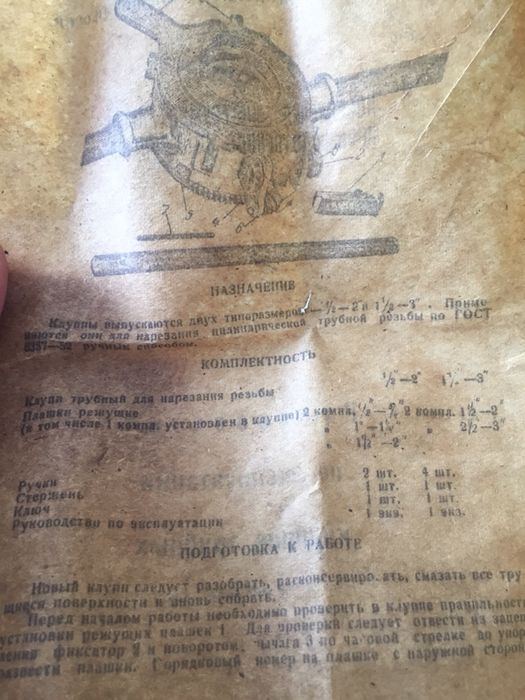 НАЗНАЧЕНИЕ
Клуппы выпускаются двух типоразмеров — ½—2" и 1½—3". Приме
няются они для нарезания цилиндрической трубной резьбы по ГОСТ
6357—52 ручным способом.
КОМПЛЕКТНОСТЬ
½"—2" 1½"—3"
Клупп трубный для нарезания резьбы
Плашки режущие
(в том числе 1 компл. установлен в клуппе) 2 компл. 2 компл. 1½—2"
" 1"—1¼" " 2½—3"
" 1½"—2"
Ручки 2 шт. 4 шт.
Стержень 1 шт. 1 шт.
Ключ 1 шт. 1 шт.
Руководство по эксплуатации 1 экз. 1 экз.
ПОДГОТОВКА К РАБОТЕ
Новый клупп следует разобрать, расконсервировать, смазать все тру
щиеся поверхности и вновь собрать.
Перед началом работы необходимо проверить в клуппе правильность
установки режущих плашек 1. Для проверки следует отвести из зацеп
ления фиксатор 2 и поворотом рычага 3 по часовой стрелке до упора
развести плашки. Порядковый номер на плашке с наружной сторон